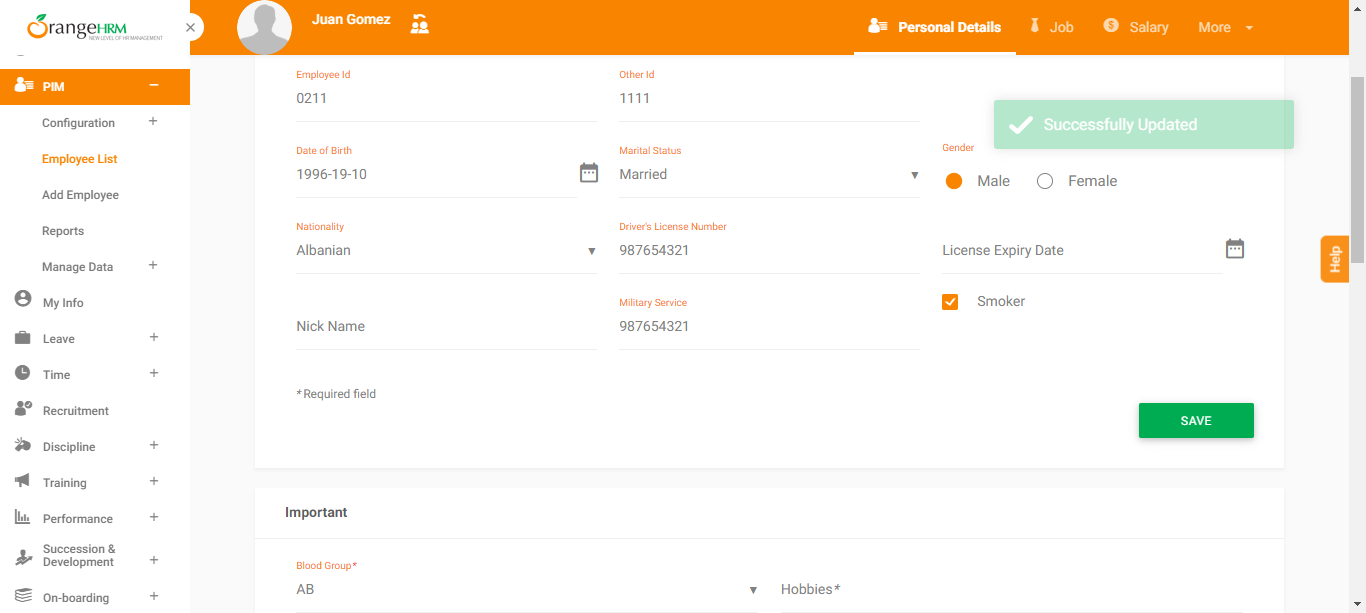 OrangeHRM
NEW LEVEL OF HR MANAGEMENT
Juan Gomez
Personal Details
Job
Salary
More
PIM
Configuration
Employee List
Add Employee
Reports
Manage Data
My Info
Leave
Time
Recruitment
Discipline
Training
Performance
Succession &
Development
On-boarding
Employee Id
0211
Other Id
1111
Successfully Updated
Date of Birth
1996-19-10
Marital Status
Married
Gender
Male
Female
Nationality
Albanian
Driver's License Number
987654321
License Expiry Date
Nick Name
Military Service
987654321
Smoker
* Required field
SAVE
Help
Important
Blood Group*
AB
Hobbies*